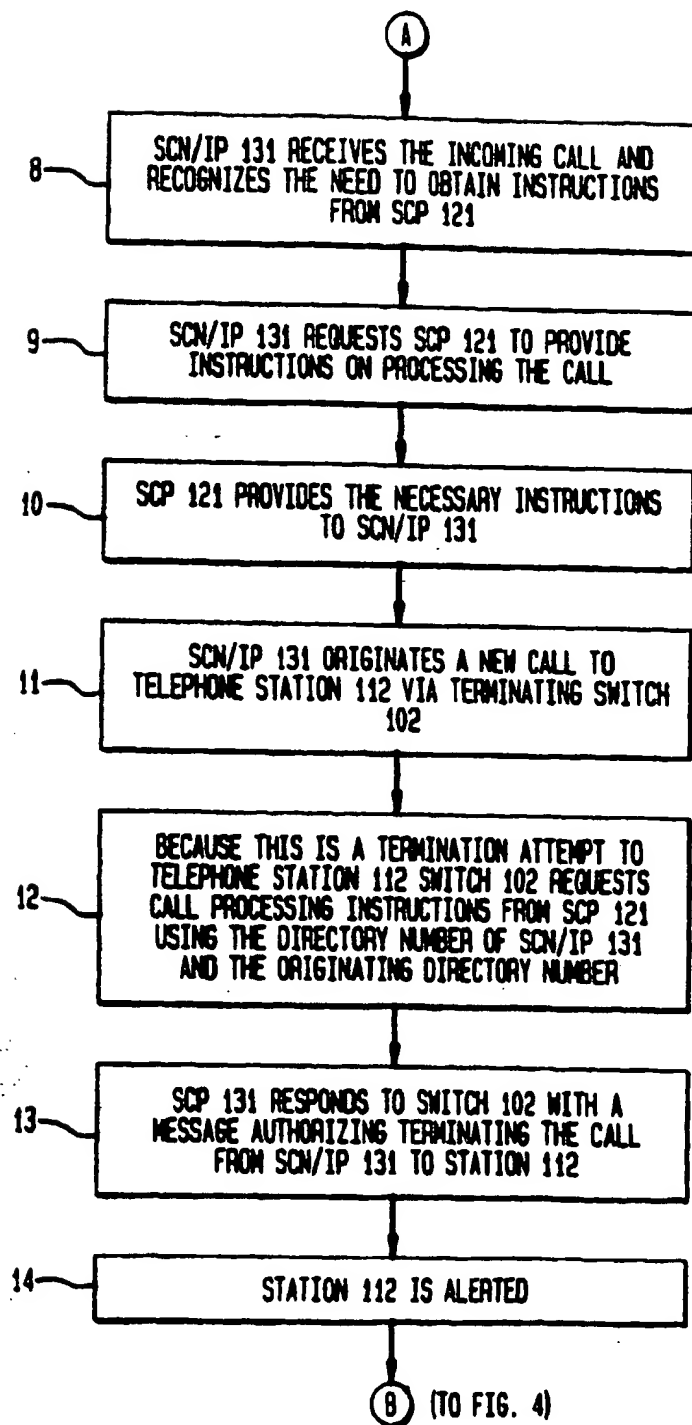 A
8
SCN/IP 131 RECEIVES THE INCOMING CALL AND
RECOGNIZES THE NEED TO OBTAIN INSTRUCTIONS
FROM SCP 121
9
SCN/IP 131 REQUESTS SCP 121 TO PROVIDE
INSTRUCTIONS ON PROCESSING THE CALL
10
SCP 121 PROVIDES THE NECESSARY INSTRUCTIONS
TO SCN/IP 131
11
SCN/IP 131 ORIGINATES A NEW CALL TO
TELEPHONE STATION 112 VIA TERMINATING SWITCH
102
12
BECAUSE THIS IS A TERMINATION ATTEMPT TO
TELEPHONE STATION 112 SWITCH 102 REQUESTS
CALL PROCESSING INSTRUCTIONS FROM SCP 121
USING THE DIRECTORY NUMBER OF SCN/IP 131
AND THE ORIGINATING DIRECTORY NUMBER
13
SCP 131 RESPONDS TO SWITCH 102 WITH A
MESSAGE AUTHORIZING TERMINATING THE CALL
FROM SCN/IP 131 TO STATION 112
14
STATION 112 IS ALERTED
B (TO FIG. 4)